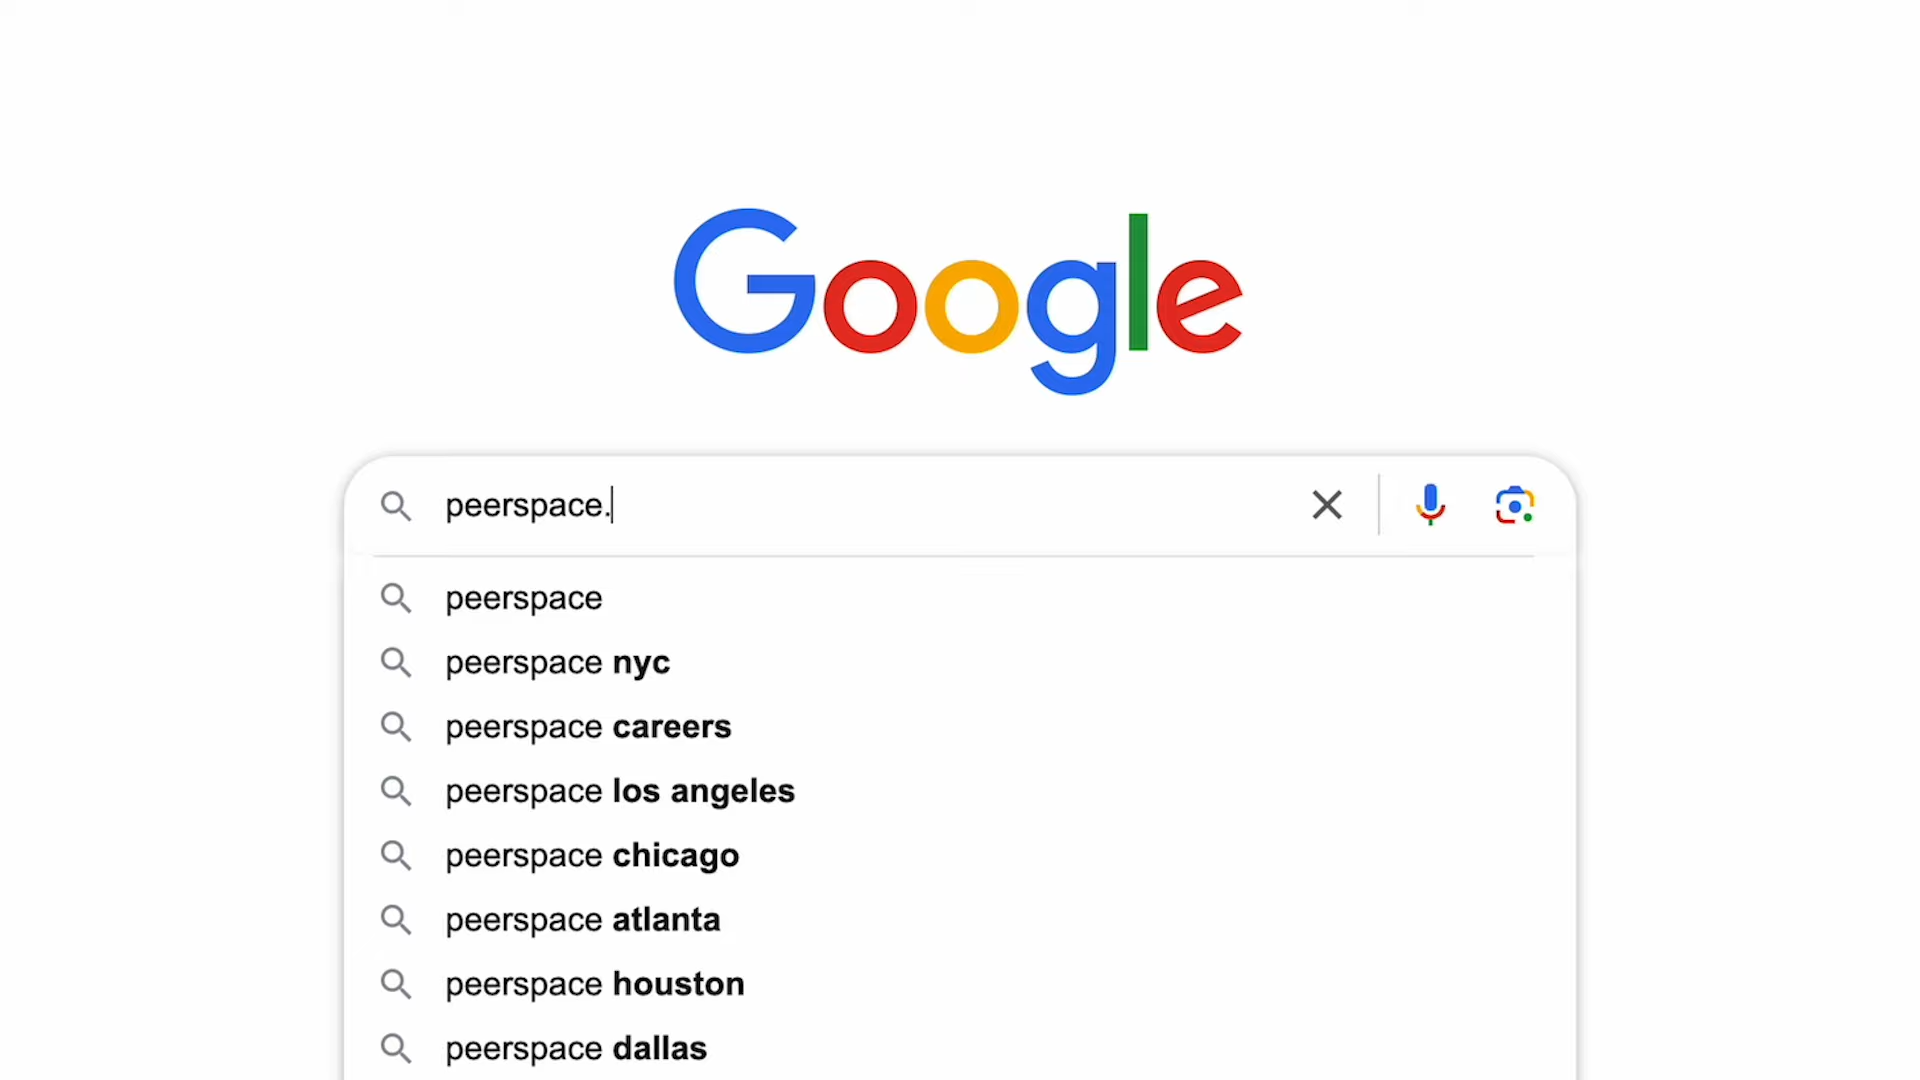 Google
peerspace.
peerspace
peerspace nyc
peerspace careers
peerspace los angeles
peerspace chicago
peerspace atlanta
peerspace houston
peerspace dallas